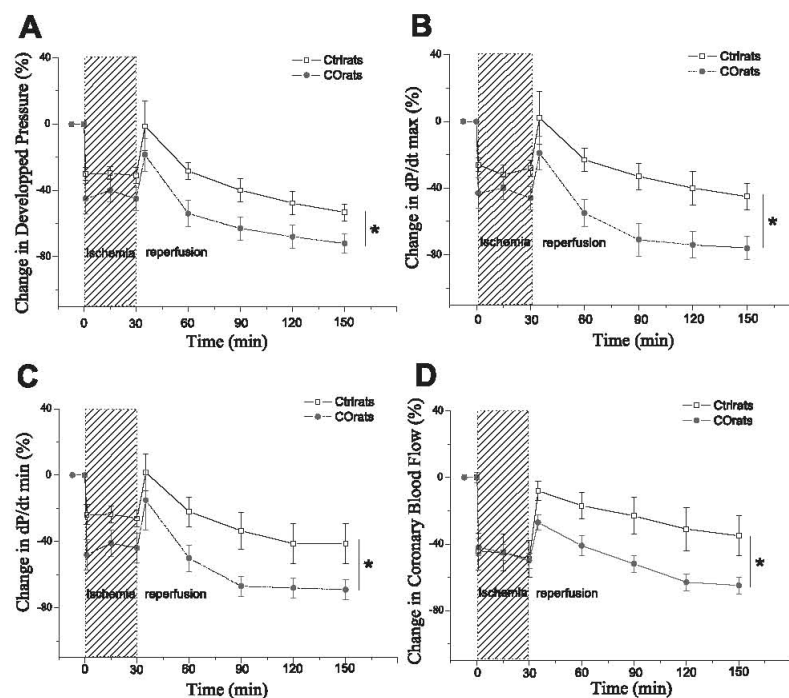 A
Change in Developped Pressure (%)
40
0
-40
-80
Ctrlrats
COrats
Ischemia reperfusion
*
0 30 60 90 120 150
Time (min)
B
Change in dP/dt max (%)
40
0
-40
-80
Ctrlrats
COrats
Ischemia reperfusion
*
0 30 60 90 120 150
Time (min)
C
Change in dP/dt min (%)
40
0
-40
-80
Ctrlrats
COrats
Ischemia reperfusion
*
0 30 60 90 120 150
Time (min)
D
Change in Coronary Blood Flow (%)
40
0
-40
-80
Ctrlrats
COrats
Ischemia reperfusion
*
0 30 60 90 120 150
Time (min)